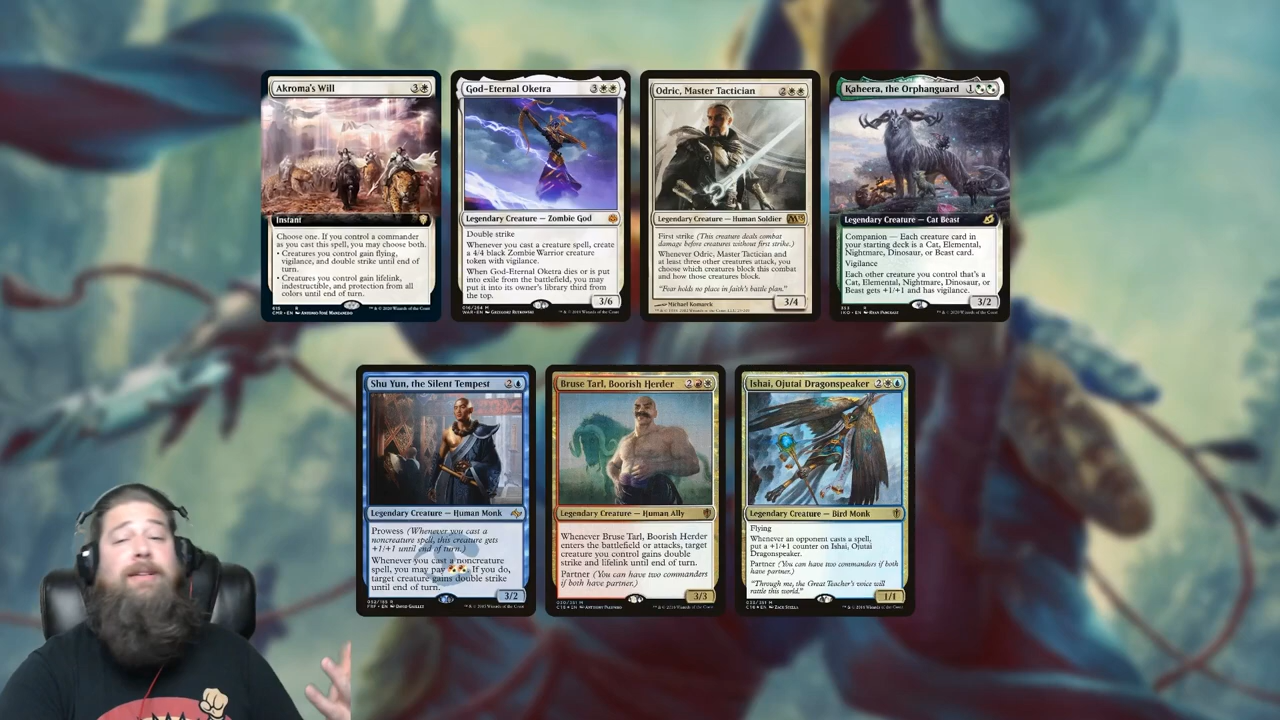 Akroma's Will
3
Instant
Choose one. If you control a commander
as you cast this spell, you may choose both.
• Creatures you control gain flying,
vigilance, and double strike until end of
turn.
• Creatures you control gain lifelink,
indestructible, and protection from all
colors until end of turn.
God-Eternal Oketra
3
Legendary Creature — Zombie God
Double strike
Whenever you cast a creature spell, create
a 4/4 black Zombie Warrior creature
token with vigilance.
When God-Eternal Oketra dies or is put
into exile from the battlefield, you may
put it into its owner's library third from
the top.
3/6
Odric, Master Tactician
2
Legendary Creature — Human Soldier
First strike (This creature deals combat
damage before creatures without first strike.)
Whenever Odric, Master Tactician and
at least three other creatures attack, you
choose which creatures block this combat
and how those creatures block.
"Fear holds no place in faith's battle plan."
3/4
Kaheera, the Orphanguard
1
Legendary Creature — Cat Beast
Companion — Each creature card in
your starting deck is a Cat, Elemental,
Nightmare, Dinosaur, or Beast card.
Vigilance
Each other creature you control that's a
Cat, Elemental, Nightmare, Dinosaur, or
Beast gets +1/+1 and has vigilance.
3/2
Shu Yun, the Silent Tempest
2
Legendary Creature — Human Monk
Prowess (Whenever you cast a
noncreature spell, this creature gets
+1/+1 until end of turn.)
Whenever you cast a noncreature
spell, you may pay . If you do,
target creature gains double strike
until end of turn.
3/2
Bruse Tarl, Boorish Herder
2
Legendary Creature — Human Ally
Whenever Bruse Tarl, Boorish Herder
enters the battlefield or attacks, target
creature you control gains double
strike and lifelink until end of turn.
Partner (You can have two commanders
if both have partner.)
3/3
Ishai, Ojutai Dragonspeaker
2
Legendary Creature — Bird Monk
Flying
Whenever an opponent casts a spell,
put a +1/+1 counter on Ishai, Ojutai
Dragonspeaker.
Partner (You can have two commanders if
both have partner.)
"Through me, the Great Teacher's voice will
rattle this world."
1/1